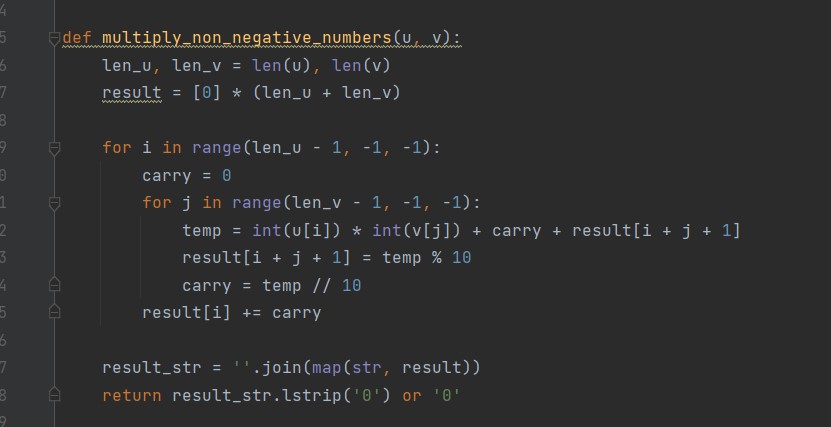 4
5 def multiply_non_negative_numbers(u, v):
6     len_u, len_v = len(u), len(v)
7     result = [0] * (len_u + len_v)
8
9     for i in range(len_u - 1, -1, -1):
0         carry = 0
1         for j in range(len_v - 1, -1, -1):
2             temp = int(u[i]) * int(v[j]) + carry + result[i + j + 1]
3             result[i + j + 1] = temp % 10
4             carry = temp // 10
5         result[i] += carry
6
7     result_str = ''.join(map(str, result))
8     return result_str.lstrip('0') or '0'
9